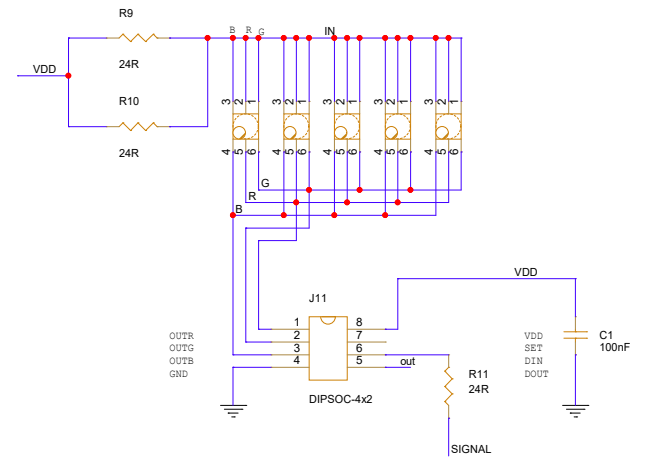 R9
B R G
IN
24R
VDD
R10
3 2 1 3 2 1 3 2 1 3 2 1 3 2 1
24R
4 5 6 4 5 6 4 5 6 4 5 6 4 5 6
G
R
B
VDD
J11
1 8
OUTR 2 7 VDD C1
OUTG 3 6 SET 100nF
OUTB 4 5 out DIN
GND R11 DOUT
24R
DIPSOC-4x2
SIGNAL